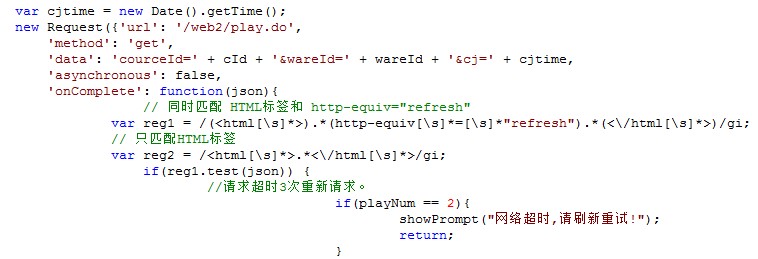 var cjtime = new Date().getTime();
new Request({'url': '/web2/play.do',
'method': 'get',
'data': 'courceId=' + cId + '&wareId=' + wareId + '&cj=' + cjtime,
'asynchronous': false,
'onComplete': function(json){
// 同时匹配 HTML标签和 http-equiv="refresh"
var reg1 = /(<html[\s]*>).*(http-equiv[\s]*=[\s]*"refresh").*(<\/html[\s]*>)/gi;
// 只匹配HTML标签
var reg2 = /<html[\s]*>.*<\/html[\s]*>/gi;
if(reg1.test(json)) {
//请求超时3次重新请求。
if(playNum == 2){
showPrompt("网络超时,请刷新重试!");
return;
}